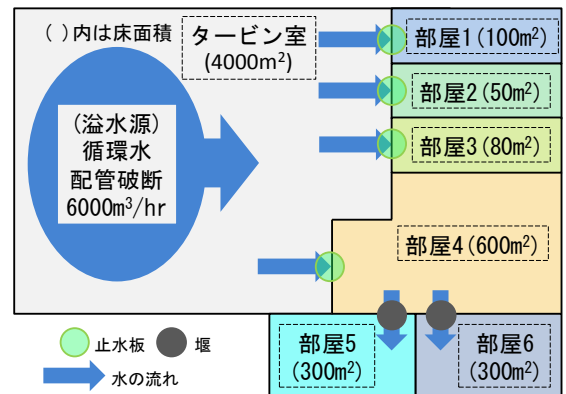 ( )内は床面積
タービン室
(4000m²)
部屋1(100m²)
部屋2(50m²)
部屋3(80m²)
(溢水源)
循環水
配管破断
6000m³/hr
部屋4(600m²)
部屋5
(300m²)
部屋6
(300m²)
止水板
堰
水の流れ